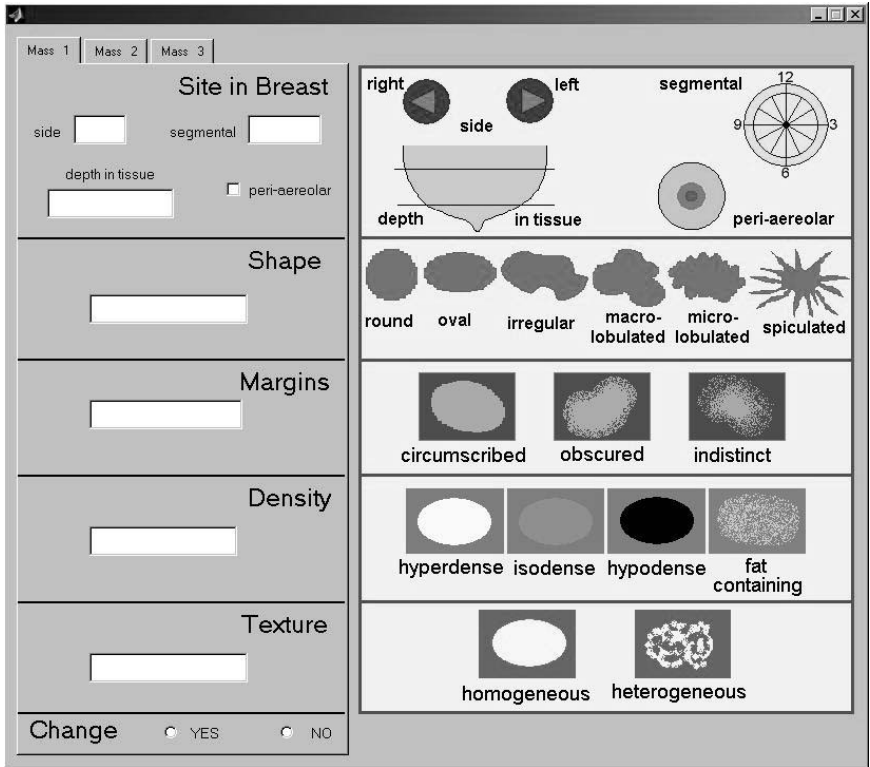 Mass 1 Mass 2 Mass 3
Site in Breast
side segmental
depth in tissue
peri-aereolar
Shape
Margins
Density
Texture
Change YES NO
right left segmental 12
side 9 3
6
depth in tissue peri-aereolar
round oval irregular macro- micro- spiculated
lobulated lobulated
circumscribed obscured indistinct
hyperdense isodense hypodense fat
containing
homogeneous heterogeneous